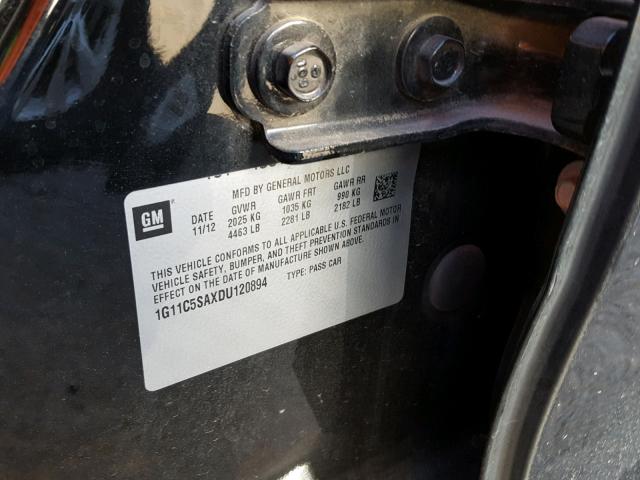 MFD BY GENERAL MOTORS LLC
GM
DATE GVWR GAWR FRT GAWR RR
11/12 2025 KG 1035 KG 990 KG
4463 LB 2281 LB 2182 LB
THIS VEHICLE CONFORMS TO ALL APPLICABLE U.S. FEDERAL MOTOR
VEHICLE SAFETY, BUMPER, AND THEFT PREVENTION STANDARDS IN
EFFECT ON THE DATE OF MANUFACTURE SHOWN ABOVE.
1G11C5SAXDU120894 TYPE: PASS CAR